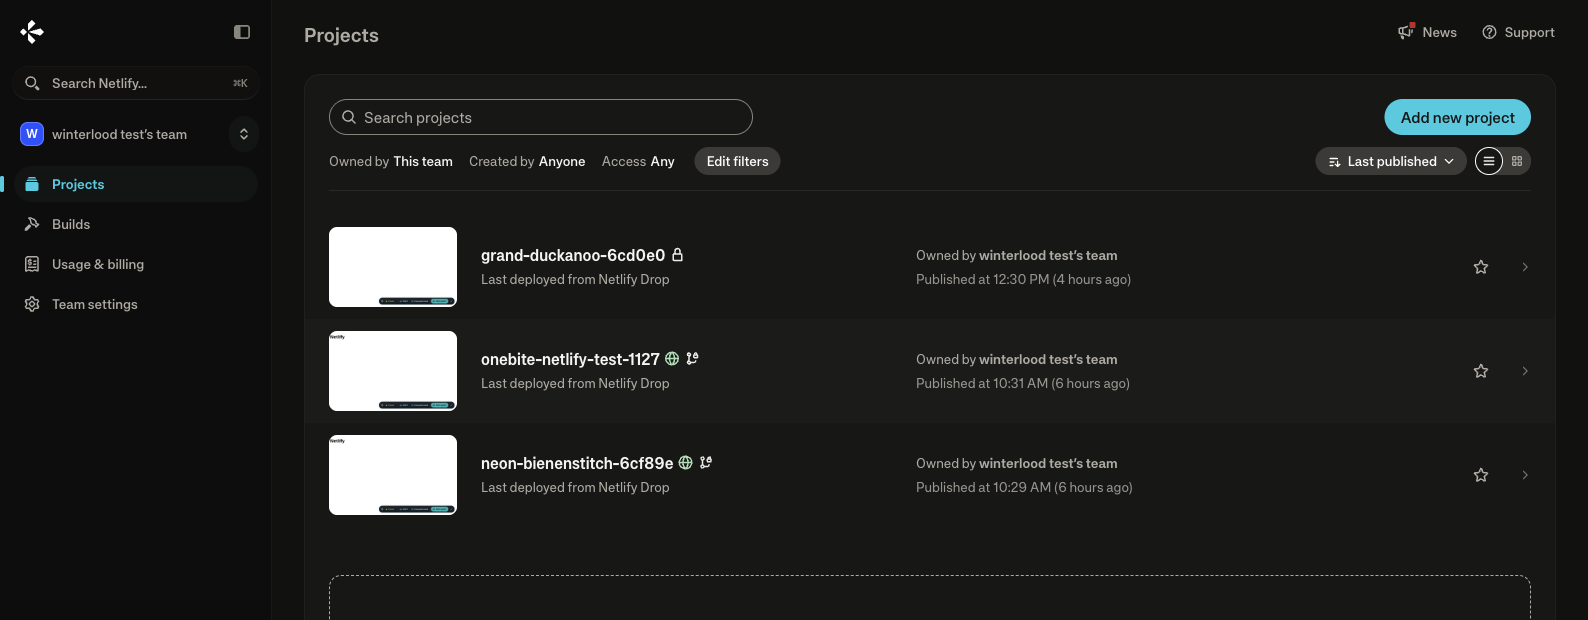 Search Netlify...
⌘K
W
winterlood test's team
Projects
Builds
Usage & billing
Team settings
Projects
News
Support
Search projects
Add new project
Owned by This team
Created by Anyone
Access Any
Edit filters
Last published
grand-duckanoo-6cd0e0
Last deployed from Netlify Drop
Owned by winterlood test's team
Published at 12:30 PM (4 hours ago)
Netlify
onebite-netlify-test-1127
Last deployed from Netlify Drop
Owned by winterlood test's team
Published at 10:31 AM (6 hours ago)
Netlify
neon-bienenstitch-6cf89e
Last deployed from Netlify Drop
Owned by winterlood test's team
Published at 10:29 AM (6 hours ago)